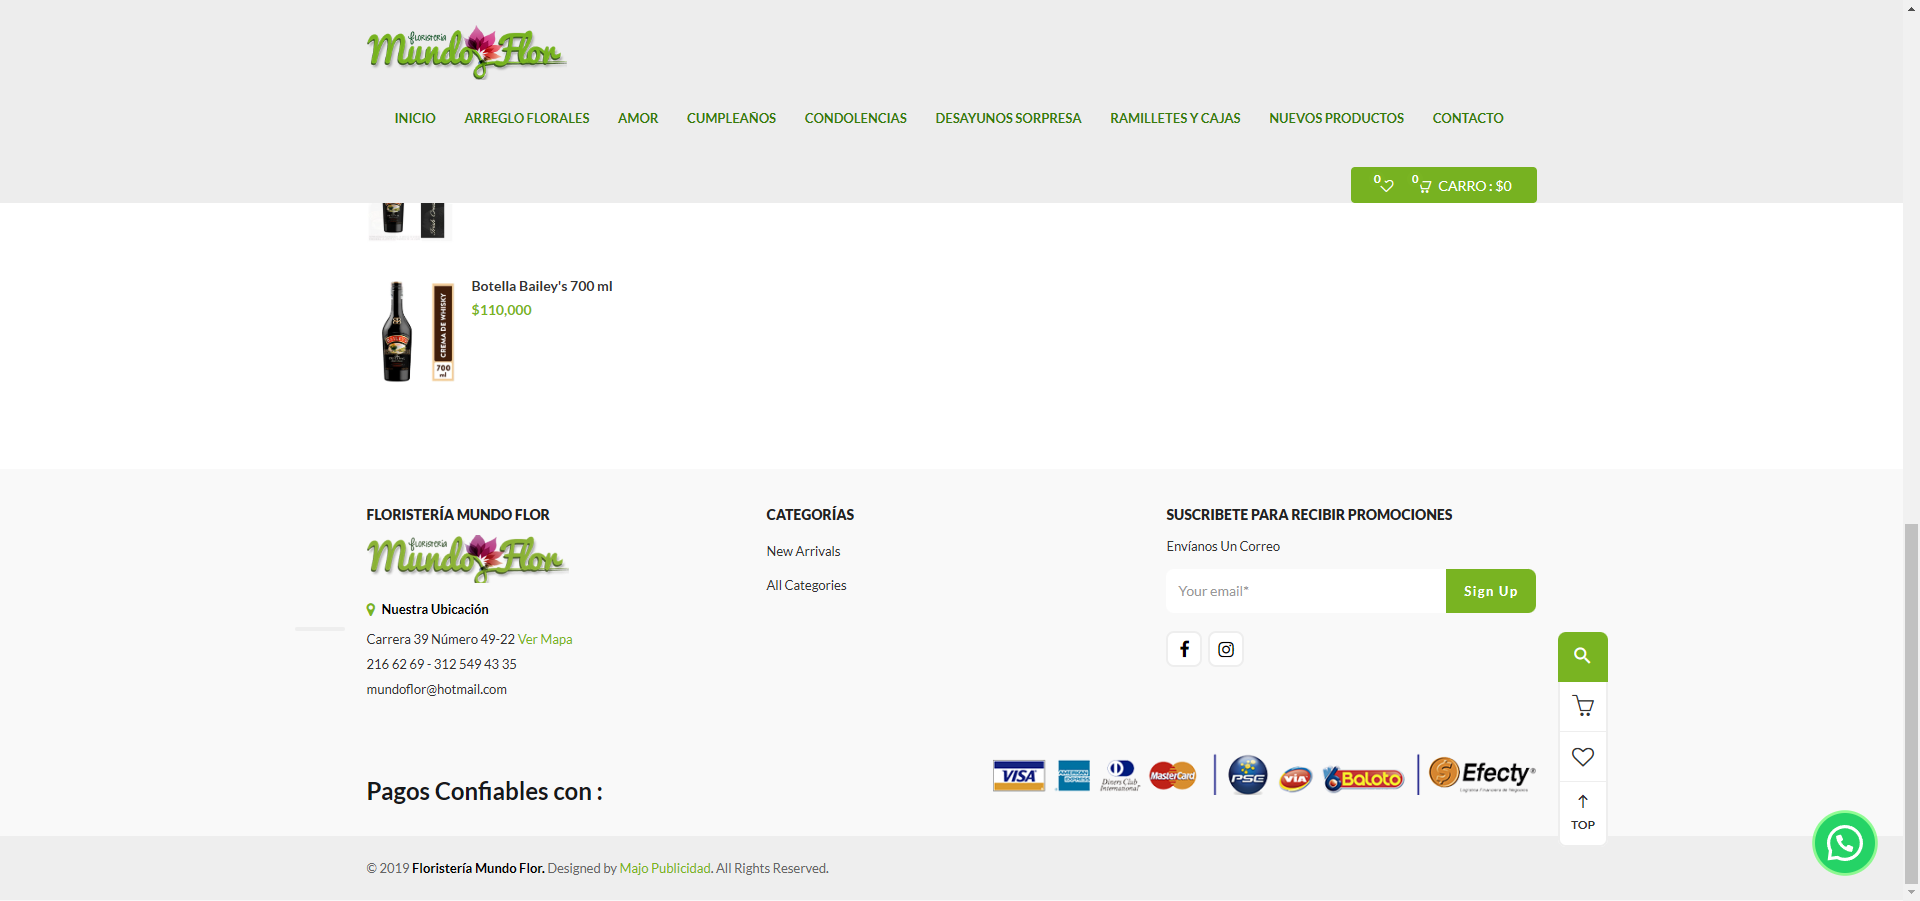 floristería
Mundo Flor
INICIO ARREGLO FLORALES AMOR CUMPLEAÑOS CONDOLENCIAS DESAYUNOS SORPRESA RAMILLETES Y CAJAS NUEVOS PRODUCTOS CONTACTO
0 0 CARRO : $0
Botella Bailey's 700 ml
$110,000
CREMA DE WHISKY
700
ml
FLORISTERÍA MUNDO FLOR
floristería
Mundo Flor
Nuestra Ubicación
Carrera 39 Número 49-22 Ver Mapa
216 62 69 - 312 549 43 35
mundoflor@hotmail.com
CATEGORÍAS
New Arrivals
All Categories
SUSCRIBETE PARA RECIBIR PROMOCIONES
Envíanos Un Correo
Your email*
Sign Up
TOP
Pagos Confiables con :
VISA AMERICAN EXPRESS Diners Club International MasterCard PSE VIA Baloto Efecty
© 2019 Floristería Mundo Flor. Designed by Majo Publicidad. All Rights Reserved.